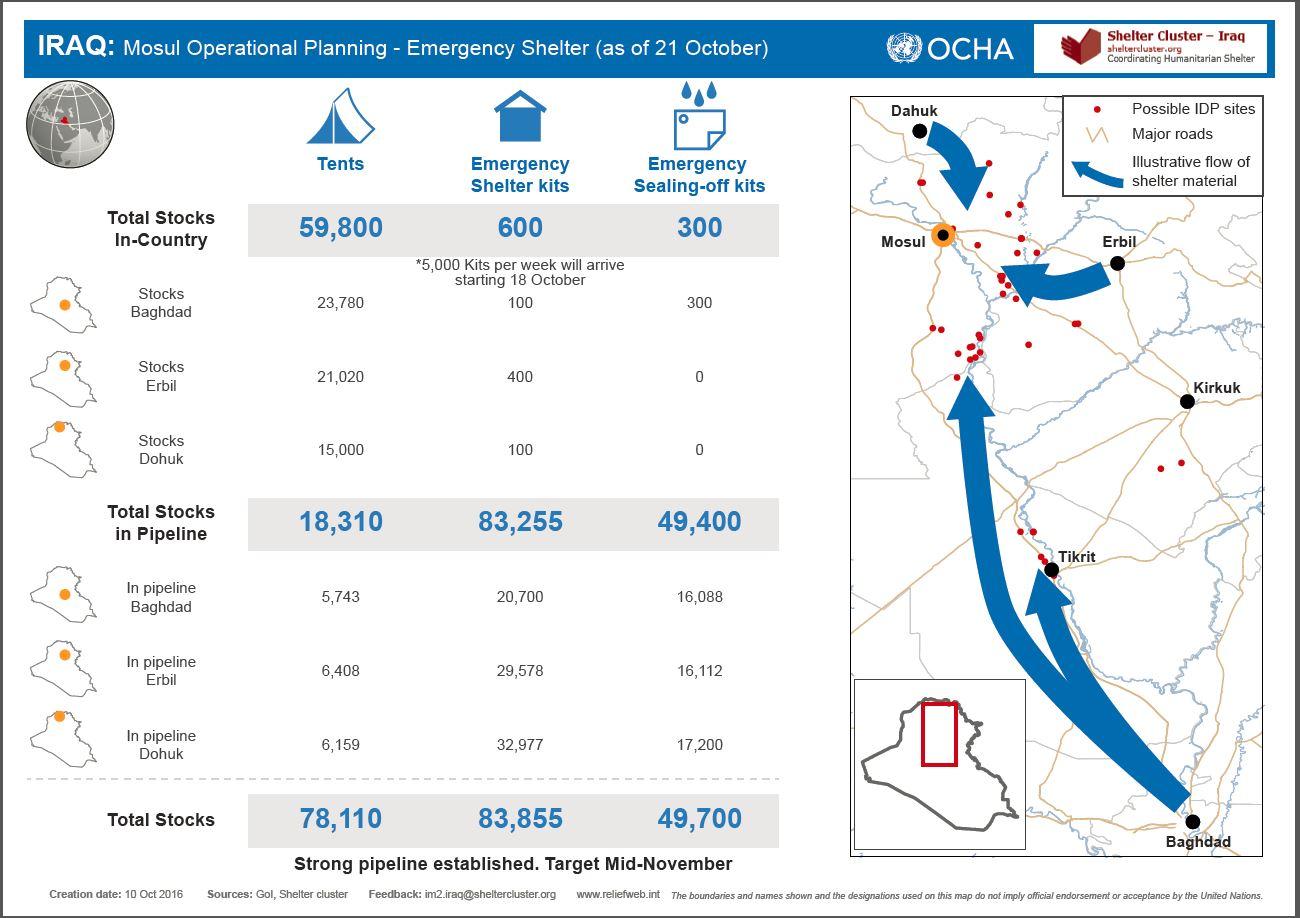 IRAQ: Mosul Operational Planning - Emergency Shelter (as of 21 October)
OCHA
Shelter Cluster – Iraq
sheltercluster.org
Coordinating Humanitarian Shelter
Tents
Emergency
Shelter kits
Emergency
Sealing-off kits
Total Stocks
In-Country
59,800
600
300
*5,000 Kits per week will arrive
starting 18 October
Stocks
Baghdad
23,780
100
300
Stocks
Erbil
21,020
400
0
Stocks
Dohuk
15,000
100
0
Total Stocks
in Pipeline
18,310
83,255
49,400
In pipeline
Baghdad
5,743
20,700
16,088
In pipeline
Erbil
6,408
29,578
16,112
In pipeline
Dohuk
6,159
32,977
17,200
Total Stocks
78,110
83,855
49,700
Strong pipeline established. Target Mid-November
Dahuk
Possible IDP sites
Major roads
Illustrative flow of
shelter material
Mosul
Erbil
Kirkuk
Tikrit
Baghdad
Creation date: 10 Oct 2016
Sources: GoI, Shelter cluster
Feedback: im2.iraq@sheltercluster.org
www.reliefweb.int
The boundaries and names shown and the designations used on this map do not imply official endorsement or acceptance by the United Nations.